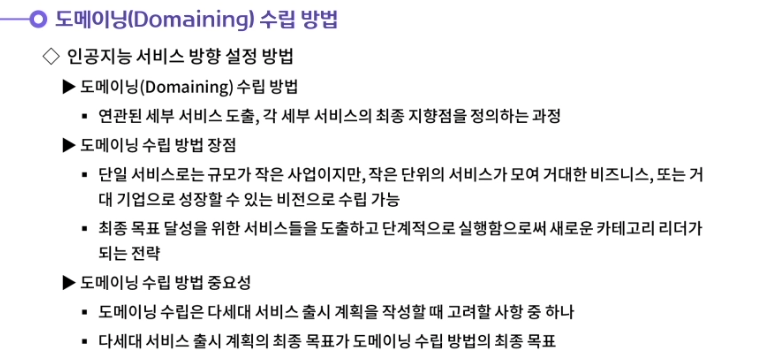 도메이닝(Domaining) 수립 방법
◇ 인공지능 서비스 방향 설정 방법
▶ 도메이닝(Domaining) 수립 방법
▪ 연관된 세부 서비스 도출, 각 세부 서비스의 최종 지향점을 정의하는 과정
▶ 도메이닝 수립 방법 장점
▪ 단일 서비스로는 규모가 작은 사업이지만, 작은 단위의 서비스가 모여 거대한 비즈니스, 또는 거
대 기업으로 성장할 수 있는 비전으로 수립 가능
▪ 최종 목표 달성을 위한 서비스들을 도출하고 단계적으로 실행함으로써 새로운 카테고리 리더가
되는 전략
▶ 도메이닝 수립 방법 중요성
▪ 도메이닝 수립은 다세대 서비스 출시 계획을 작성할 때 고려할 사항 중 하나
▪ 다세대 서비스 출시 계획의 최종 목표가 도메이닝 수립 방법의 최종 목표